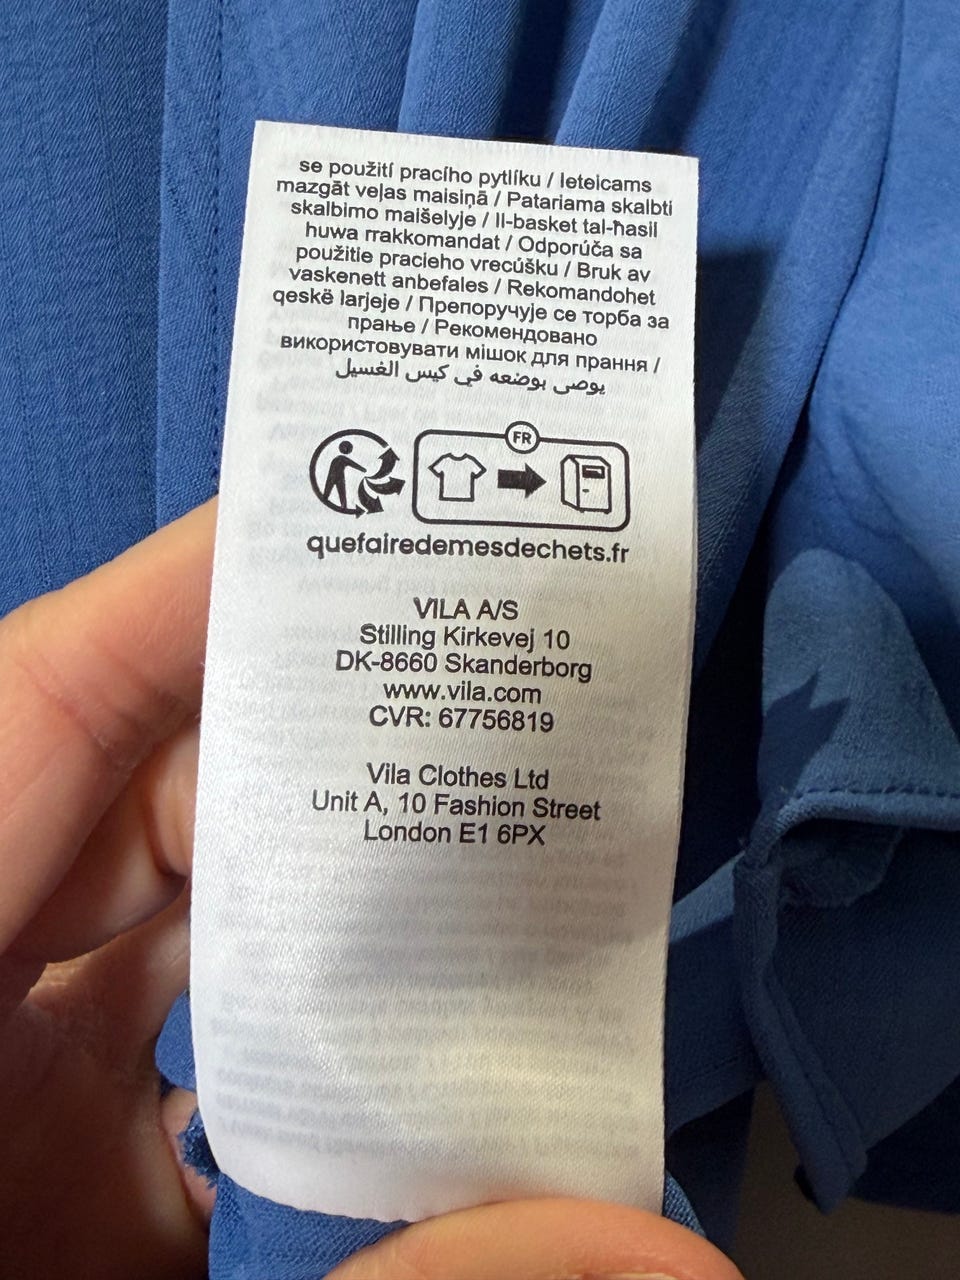 se použití pracího pytlíku / Ieteicams
mazgāt veļas maisiņā / Patariama skalbti
skalbimo maišelyje / Il-basket tal-ħasil
huwa rrakkomandat / Odporúča sa
použitie pracieho vrecúšku / Bruk av
vaskenett anbefales / Rekomandohet
qeskë larjeje / Препоручује се торба за
прање / Рекомендовано
використовувати мішок для прання /
يوصى بوضعه في كيس الغسيل
FR
quefairedemesdechets.fr
VILA A/S
Stilling Kirkevej 10
DK-8660 Skanderborg
www.vila.com
CVR: 67756819
Vila Clothes Ltd
Unit A, 10 Fashion Street
London E1 6PX